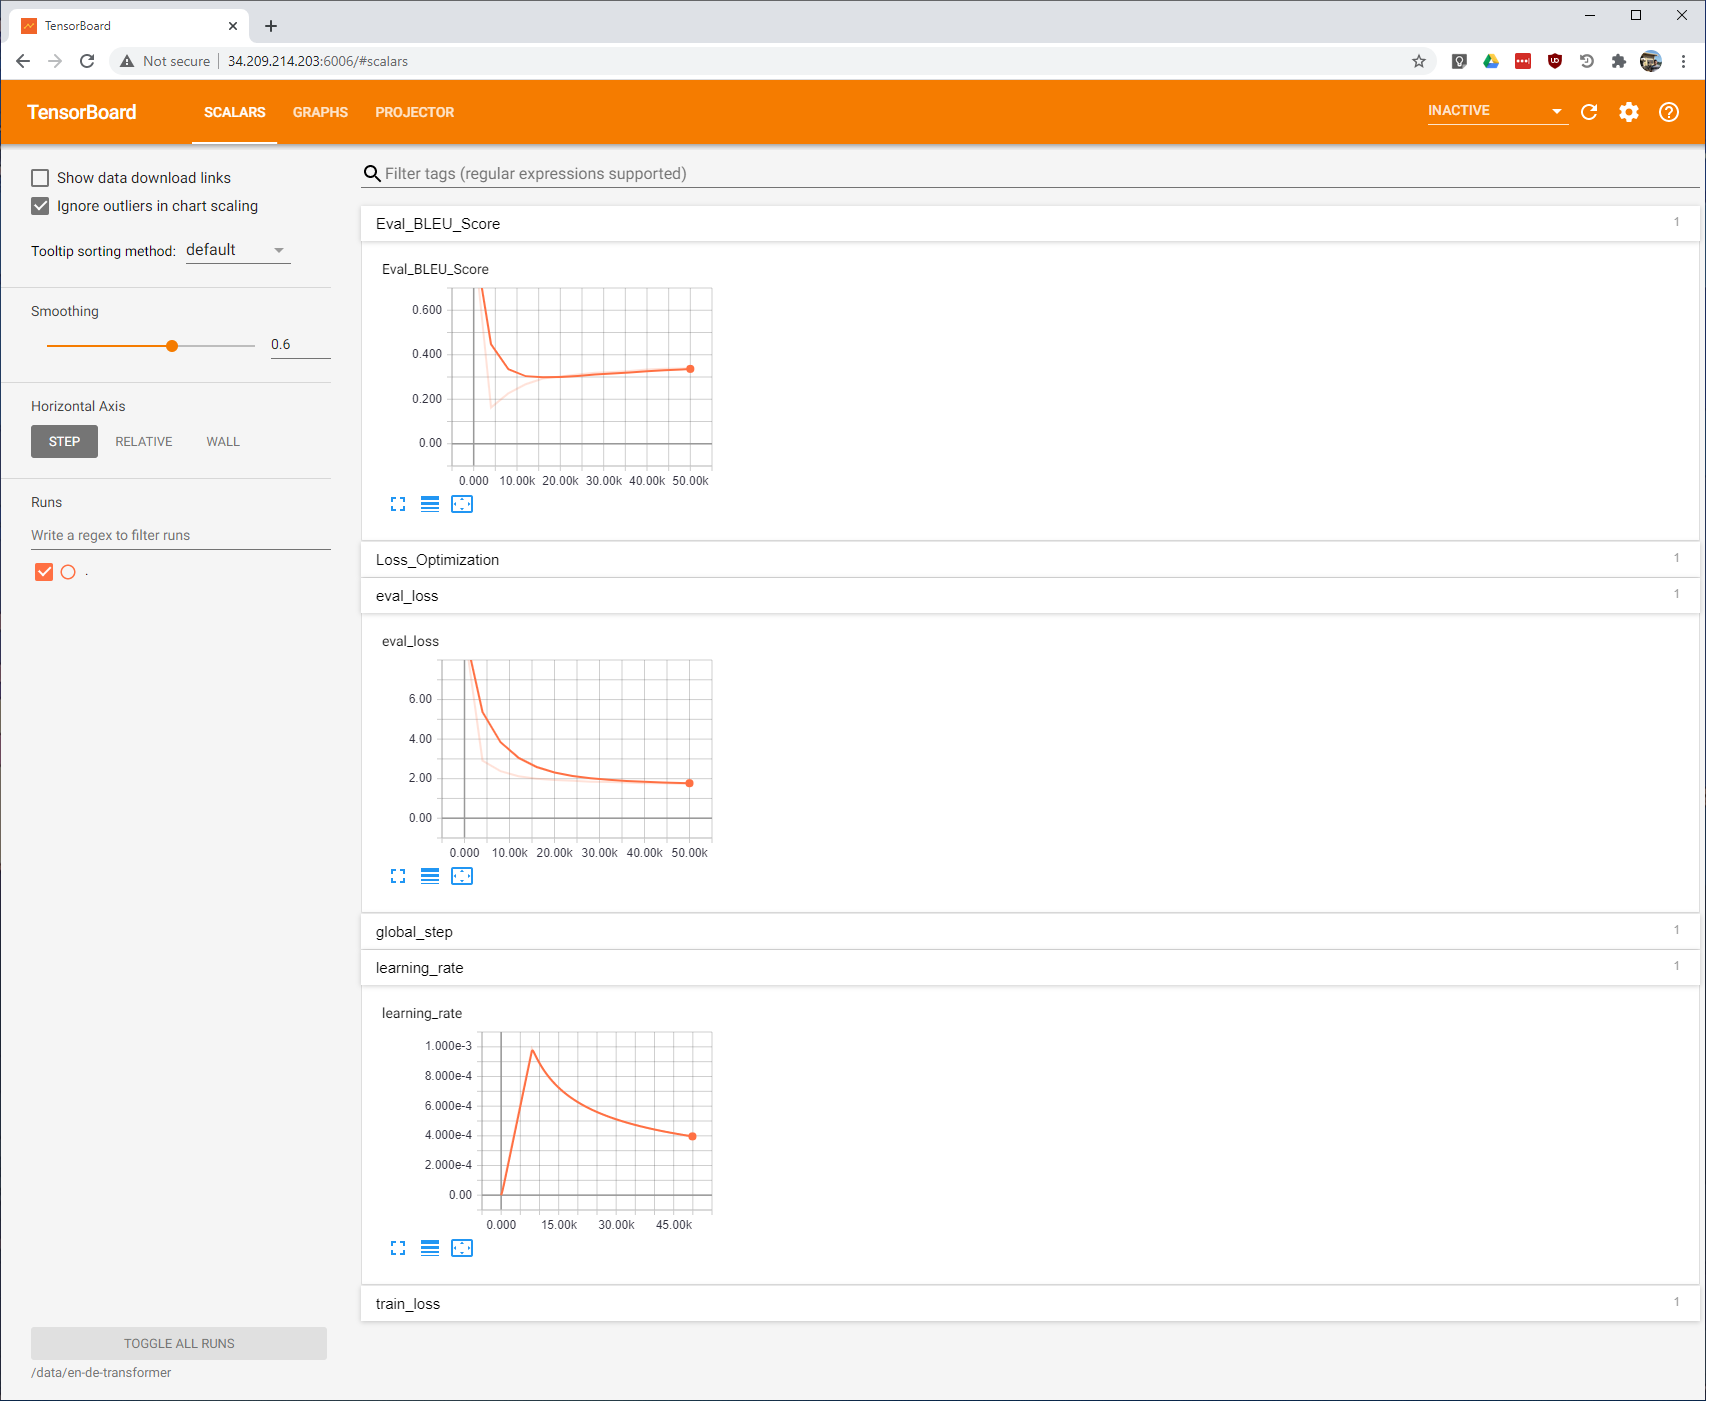 TensorBoard
Not secure
34.209.214.203:6006/#scalars
TensorBoard
SCALARS
GRAPHS
PROJECTOR
INACTIVE
Show data download links
Ignore outliers in chart scaling
Tooltip sorting method: default
Smoothing
0.6
Horizontal Axis
STEP
RELATIVE
WALL
Runs
Write a regex to filter runs
.
TOGGLE ALL RUNS
/data/en-de-transformer
Filter tags (regular expressions supported)
Eval_BLEU_Score
1
Eval_BLEU_Score
0.600
0.400
0.200
0.00
0.000 10.00k 20.00k 30.00k 40.00k 50.00k
Loss_Optimization
1
eval_loss
1
eval_loss
6.00
4.00
2.00
0.00
0.000 10.00k 20.00k 30.00k 40.00k 50.00k
global_step
1
learning_rate
1
learning_rate
1.000e-3
8.000e-4
6.000e-4
4.000e-4
2.000e-4
0.00
0.000 15.00k 30.00k 45.00k
train_loss
1